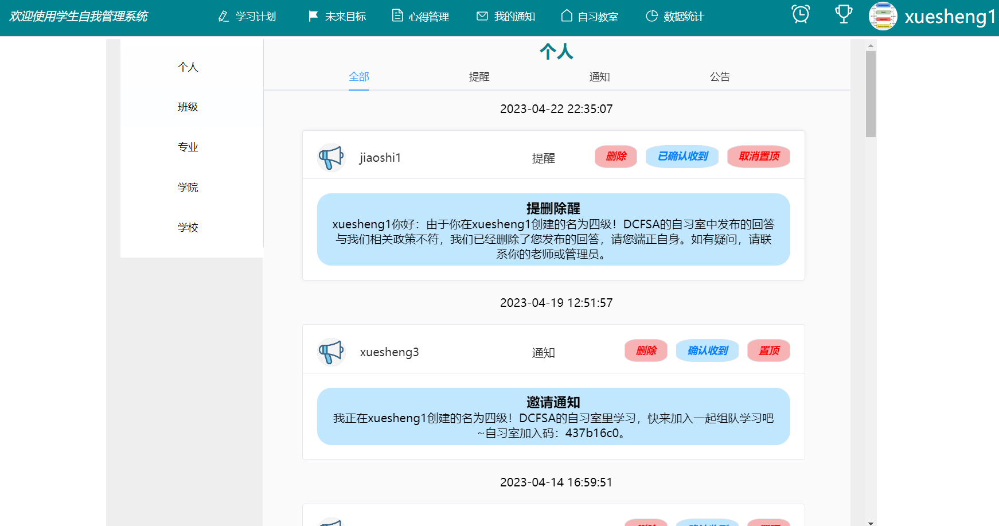 欢迎使用学生自我管理系统
学习计划
未来目标
心得管理
我的通知
自习教室
数据统计
xuesheng1
个人
班级
专业
学院
学校
个人
全部
提醒
通知
公告
2023-04-22 22:35:07
jiaoshi1
提醒
删除
已确认收到
取消置顶
提删除醒
xuesheng1你好：由于你在xuesheng1创建的名为四级！DCFSA的自习室中发布的回答
与我们相关政策不符，我们已经删除了您发布的回答，请您端正自身。如有疑问，请联
系你的老师或管理员。
2023-04-19 12:51:57
xuesheng3
通知
删除
确认收到
置顶
邀请通知
我正在xuesheng1创建的名为四级！DCFSA的自习室里学习，快来加入一起组队学习吧
~自习室加入码：437b16c0。
2023-04-14 16:59:51